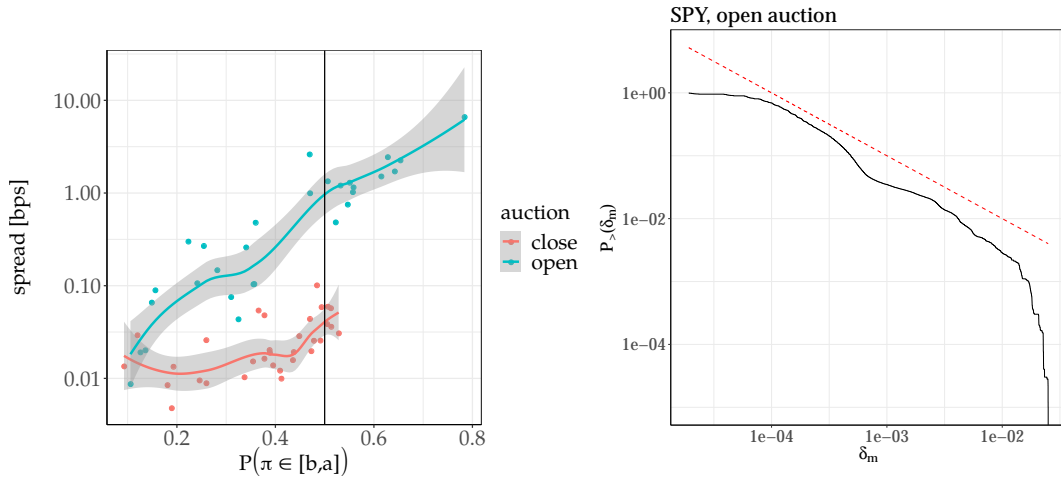 10.00
1.00
0.10
0.01
spread [bps]
0.2
0.4
0.6
0.8
P(π ∈ [b,a])
auction
close
open
SPY, open auction
1e+00
1e−02
1e−04
P>(δm)
1e−04
1e−03
1e−02
δm